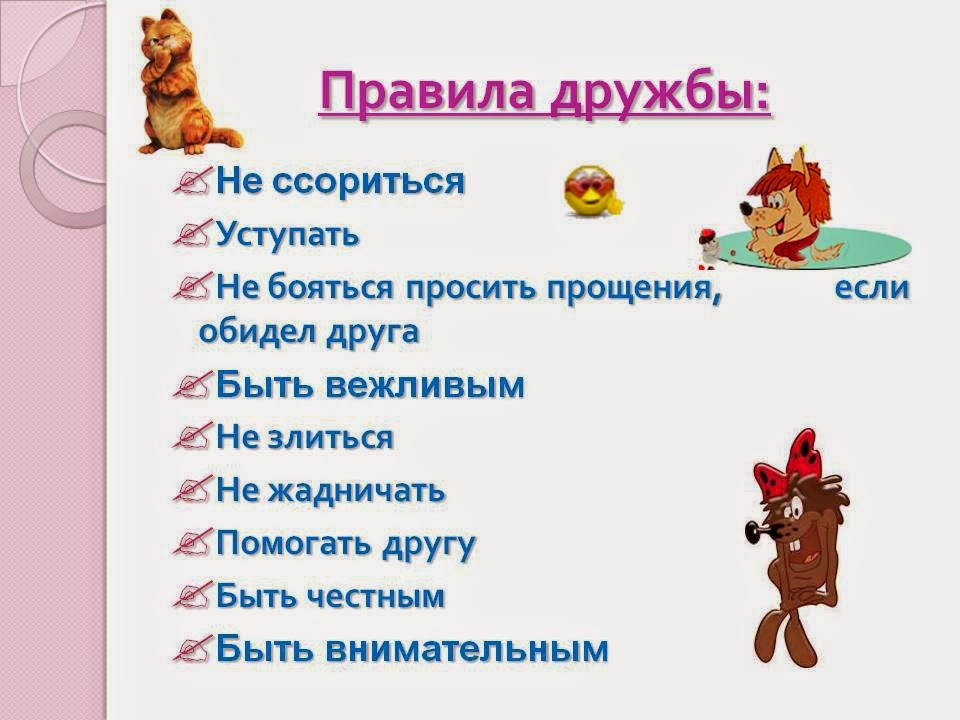 Правила дружбы:
Не ссориться
Уступать
Не бояться просить прощения, если
обидел друга
Быть вежливым
Не злиться
Не жадничать
Помогать другу
Быть честным
Быть внимательным